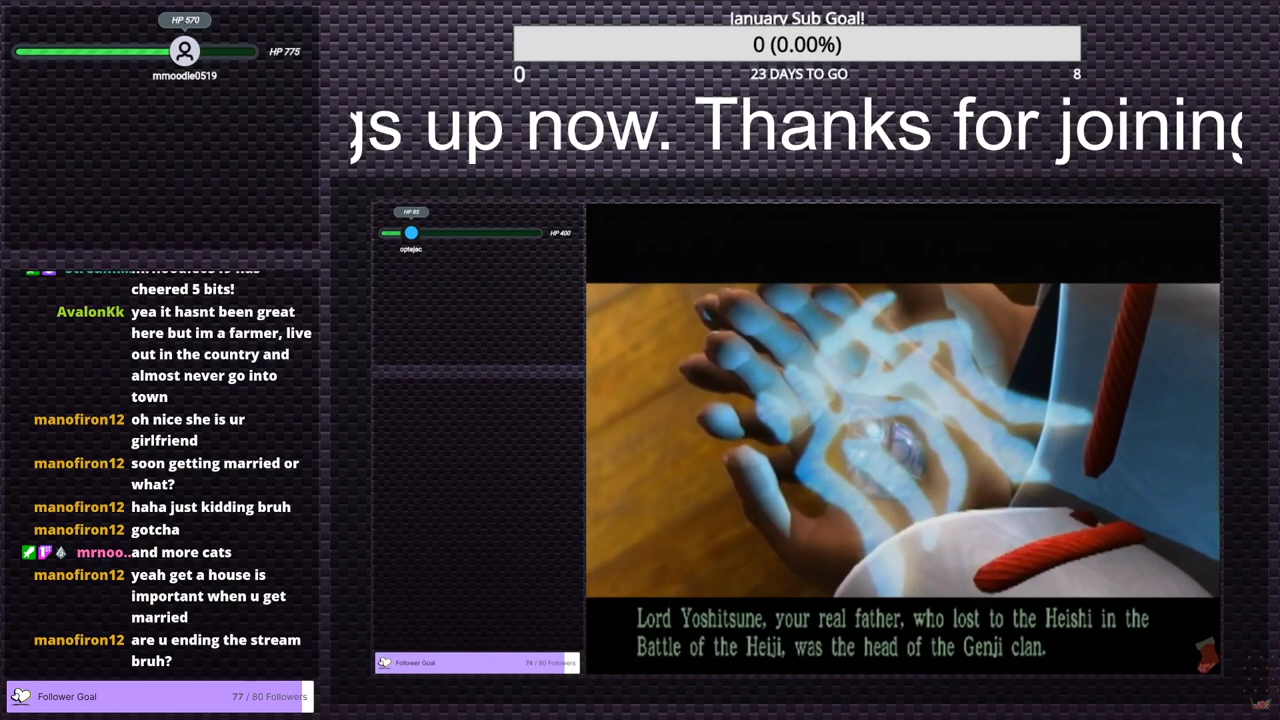 HP 570
HP 775
mmoodle0519
January Sub Goal!
0 (0.00%)
0
23 DAYS TO GO
8
gs up now. Thanks for joining
cheered 5 bits!
AvalonKk yea it hasnt been great
here but im a farmer, live
out in the country and
almost never go into
town
manofiron12 oh nice she is ur
girlfriend
manofiron12 soon getting married or
what?
manofiron12 haha just kidding bruh
manofiron12 gotcha
mrnoo.. and more cats
manofiron12 yeah get a house is
important when u get
married
manofiron12 are u ending the stream
bruh?
Follower Goal 77 / 80 Followers
HP 85
HP 400
optejac
Follower Goal 74 / 80 Followers
Lord Yoshitsune, your real father, who lost to the Heishi in the
Battle of the Heiji, was the head of the Genji clan.